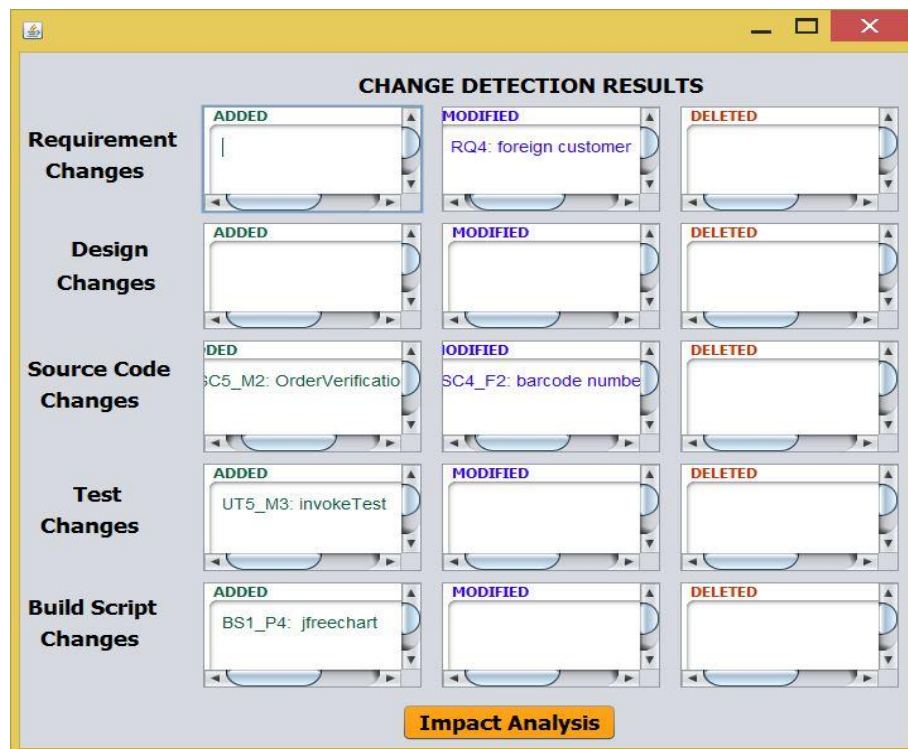 CHANGE DETECTION RESULTS
Requirement
Changes
ADDED
MODIFIED
RQ4: foreign customer
DELETED
Design
Changes
ADDED
MODIFIED
DELETED
Source Code
Changes
DED
SC5_M2: OrderVerificatio
ODIFIED
SC4_F2: barcode numbe
DELETED
Test
Changes
ADDED
UT5_M3: invokeTest
MODIFIED
DELETED
Build Script
Changes
ADDED
BS1_P4: jfreechart
MODIFIED
DELETED
Impact Analysis